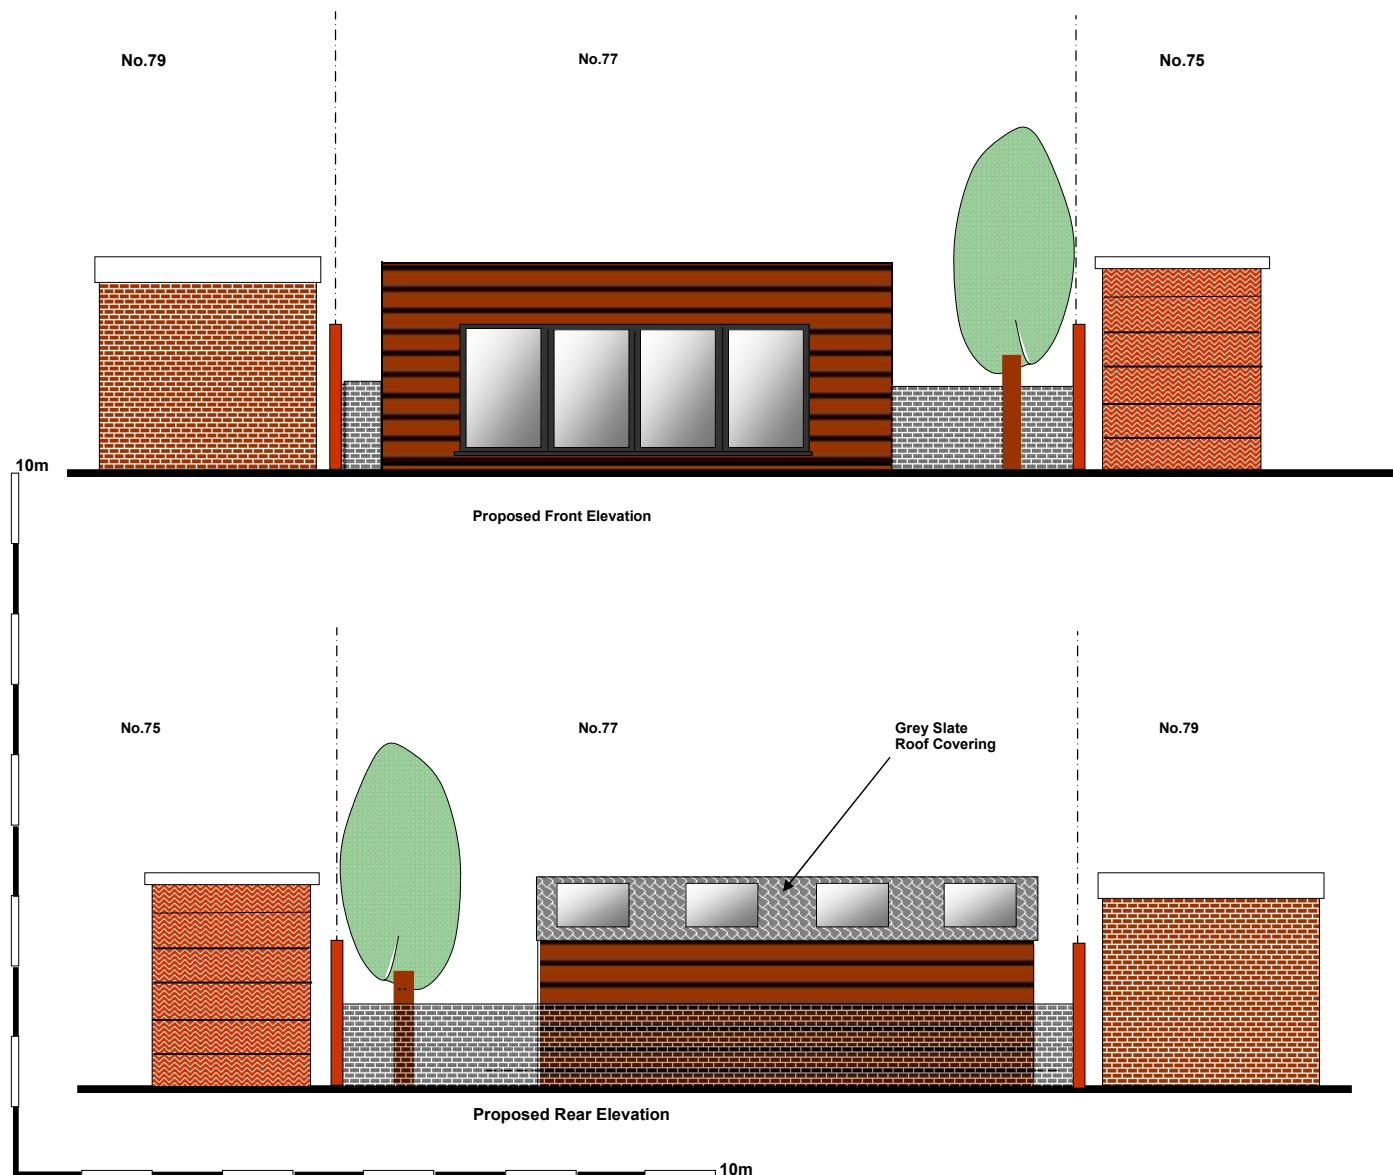 No.79
No.77
No.75
10m
Proposed Front Elevation
No.75
No.77
Grey Slate
Roof Covering
No.79
Proposed Rear Elevation
10m